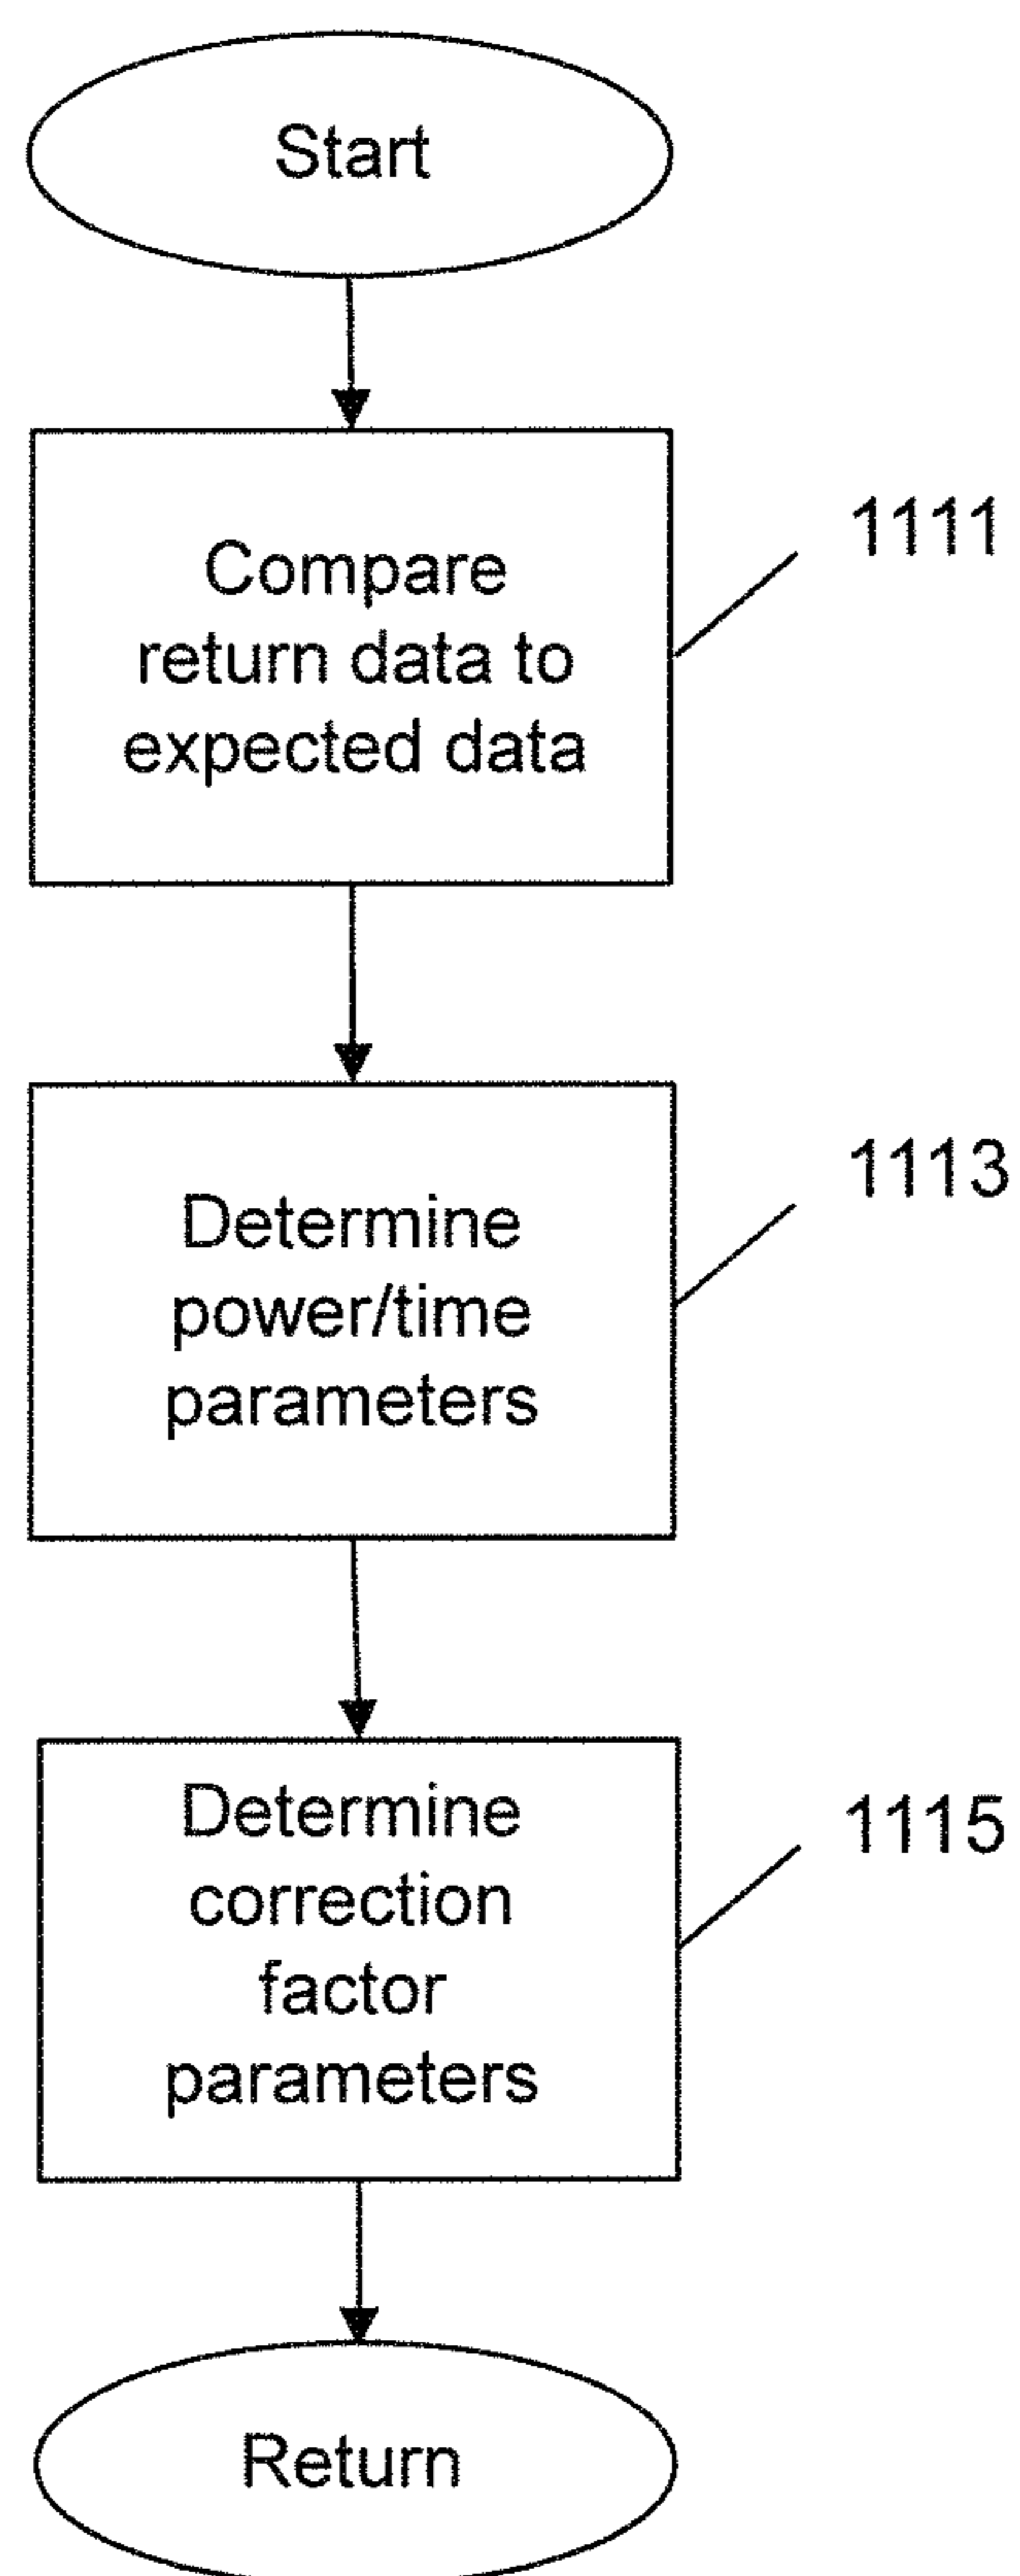 Start
Compare
return data to
expected data
1111
Determine
power/time
parameters
1113
Determine
correction
factor
parameters
1115
Return